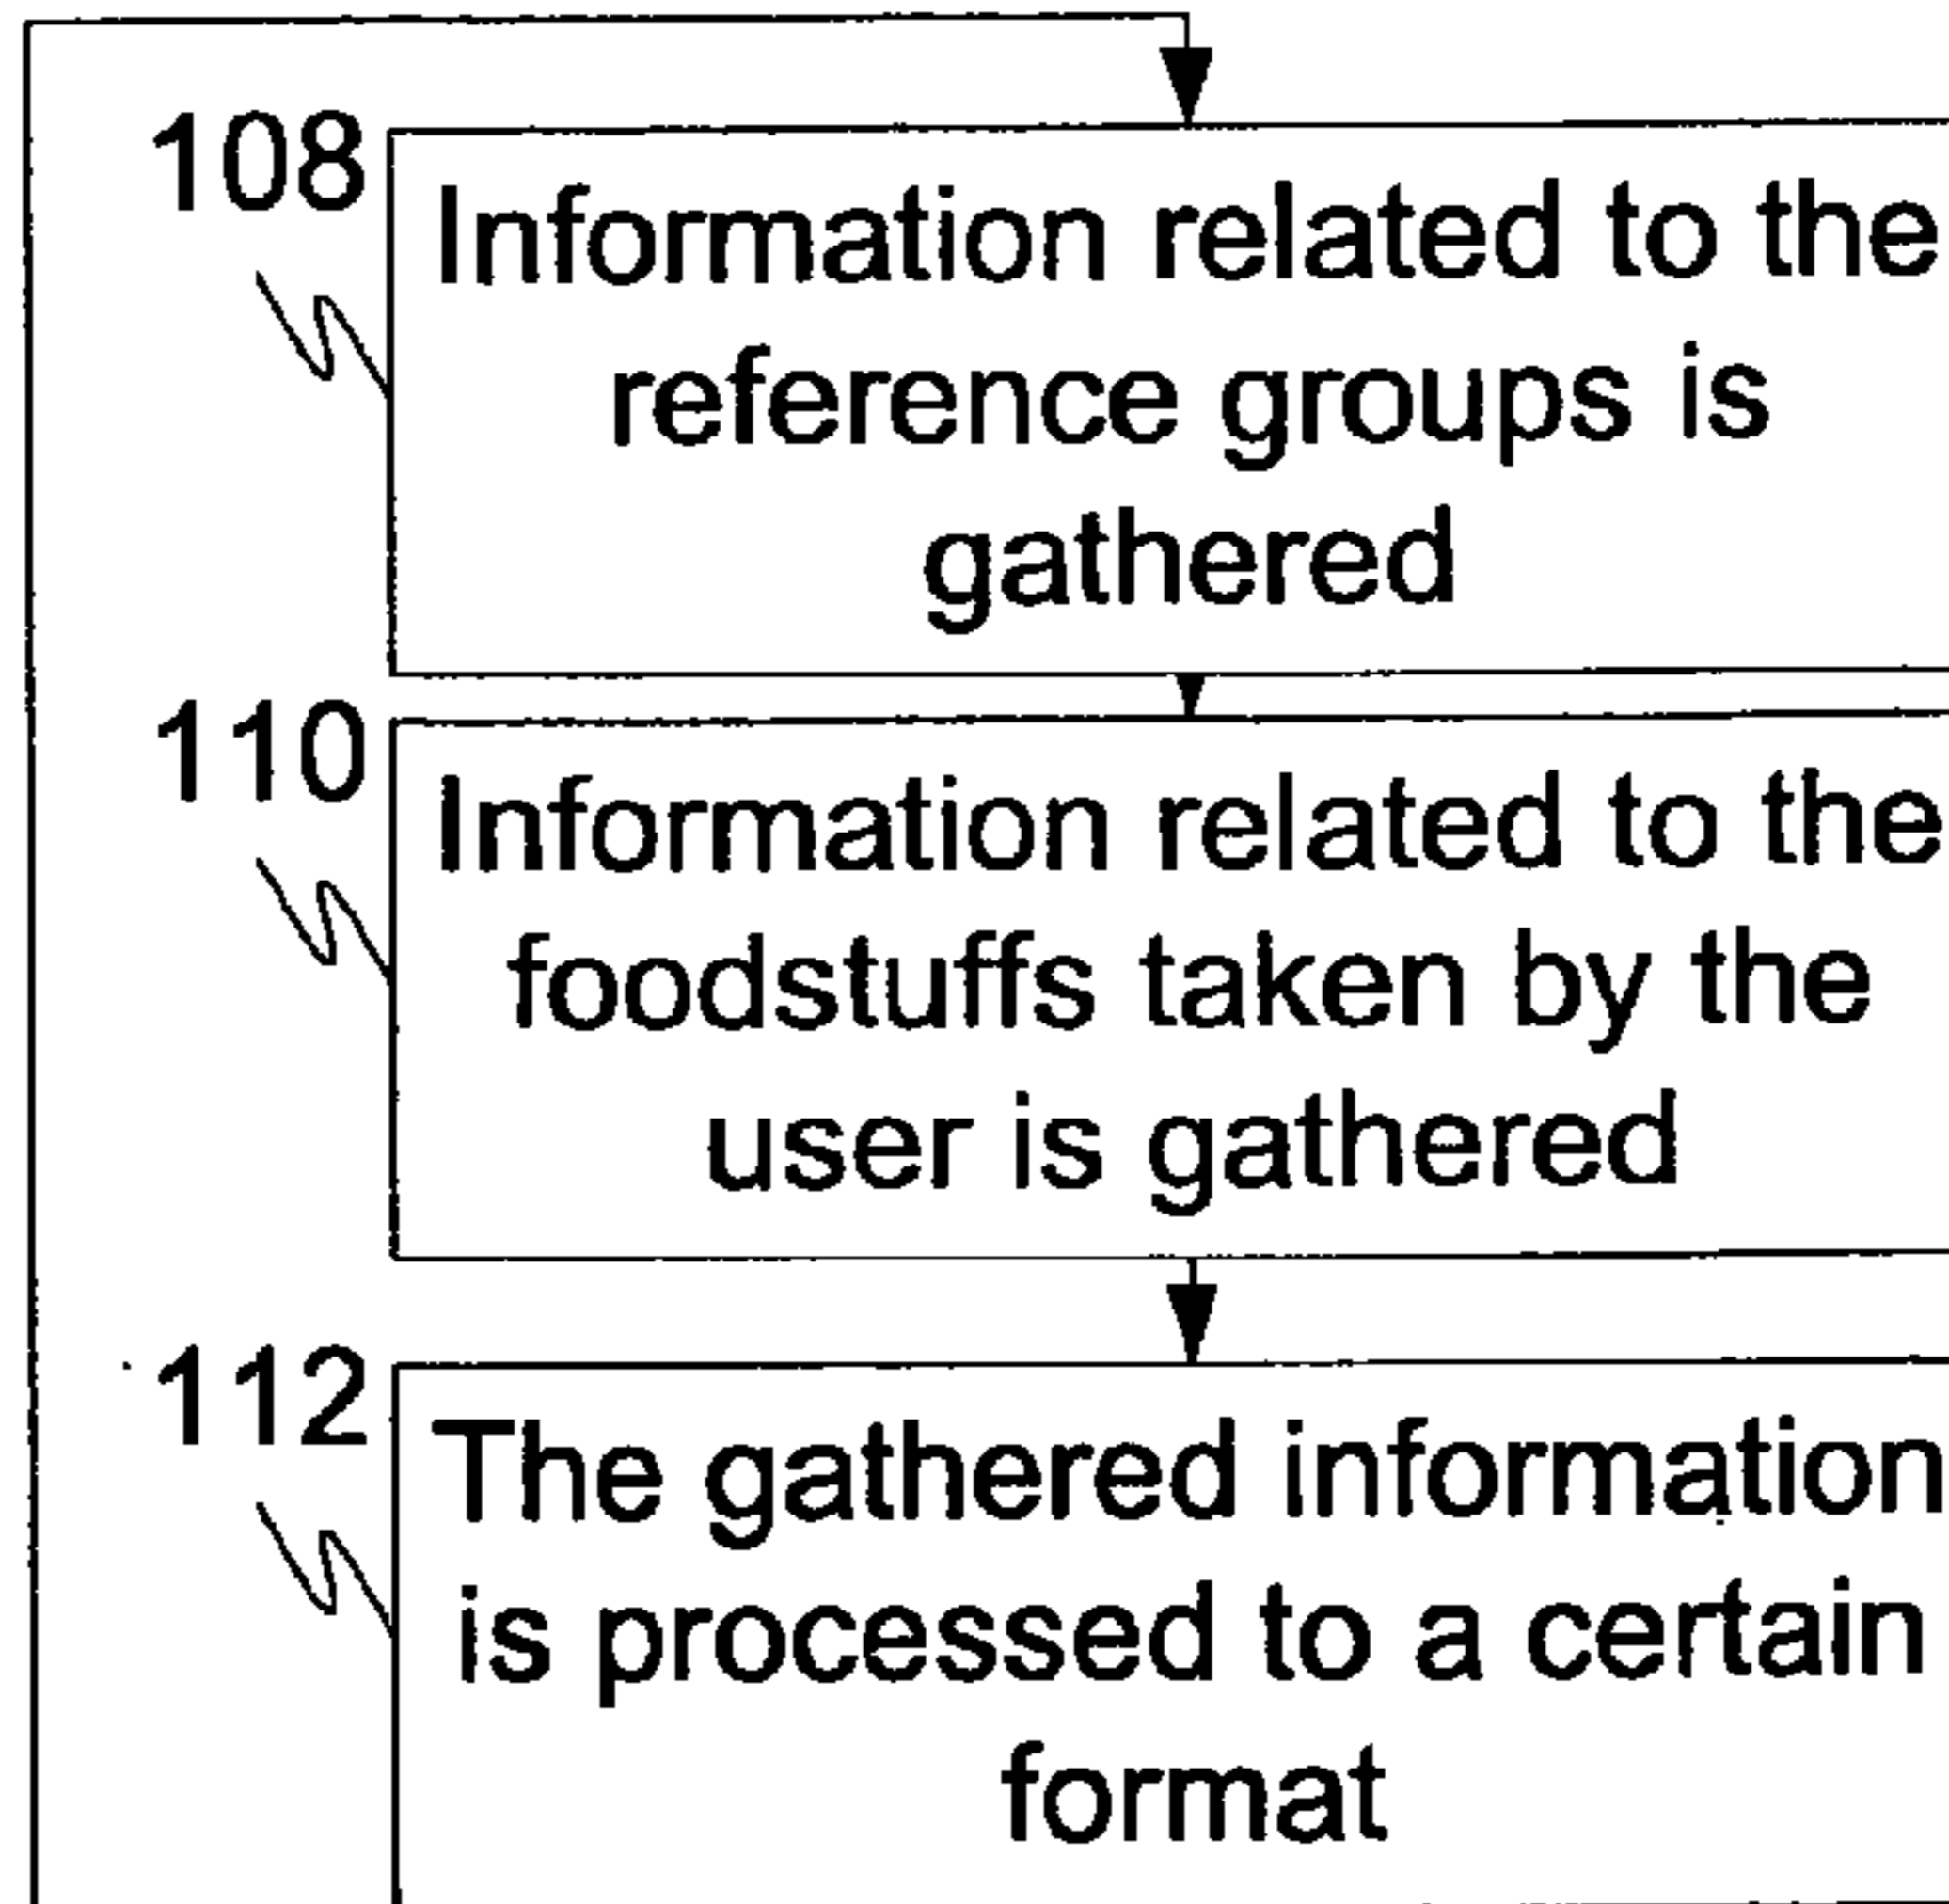 108
Information related to the
reference groups is
gathered
110
Information related to the
foodstuffs taken by the
user is gathered
112
The gathered information
is processed to a certain
format